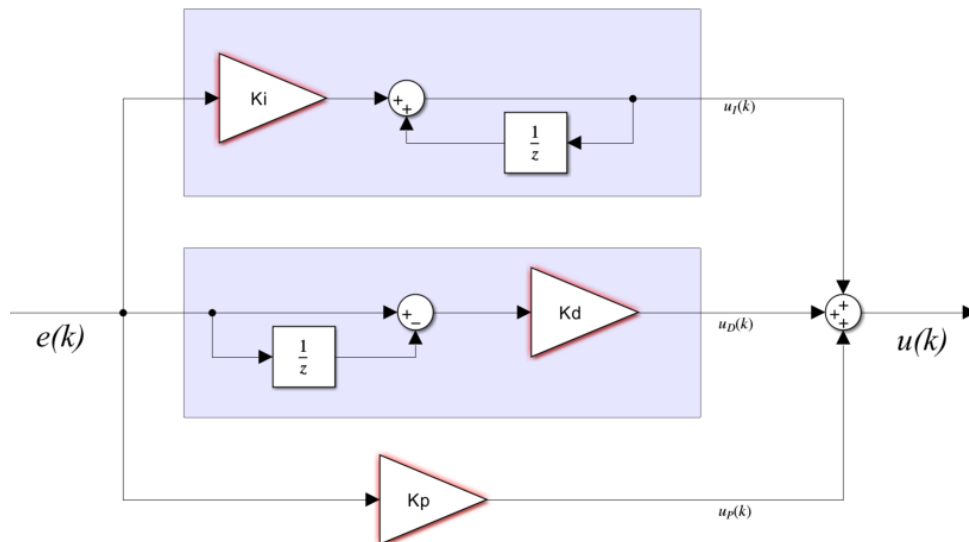 Ki
+
+
1
z
u_I(k)
e(k)
+
−
1
z
Kd
u_D(k)
+
+
+
u(k)
Kp
u_P(k)